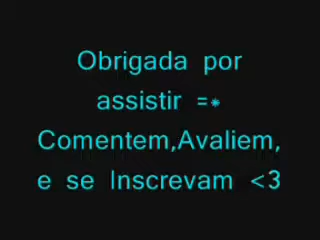 Obrigada por
assistir =*
Comentem,Avaliem,
e se Inscrevam <3